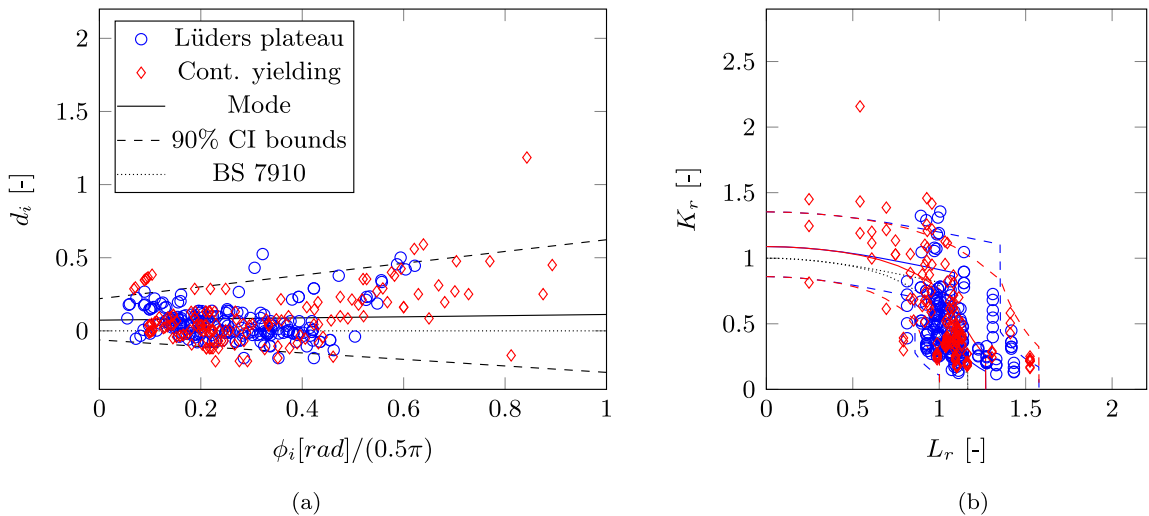 2
1.5
1
0.5
0
d_i [-]
Lüders plateau
Cont. yielding
Mode
90% CI bounds
BS 7910
0 0.2 0.4 0.6 0.8 1
ϕ_i[rad]/(0.5π)
(a)
2.5
2
1.5
1
0.5
0
K_r [-]
0 0.5 1 1.5 2
L_r [-]
(b)